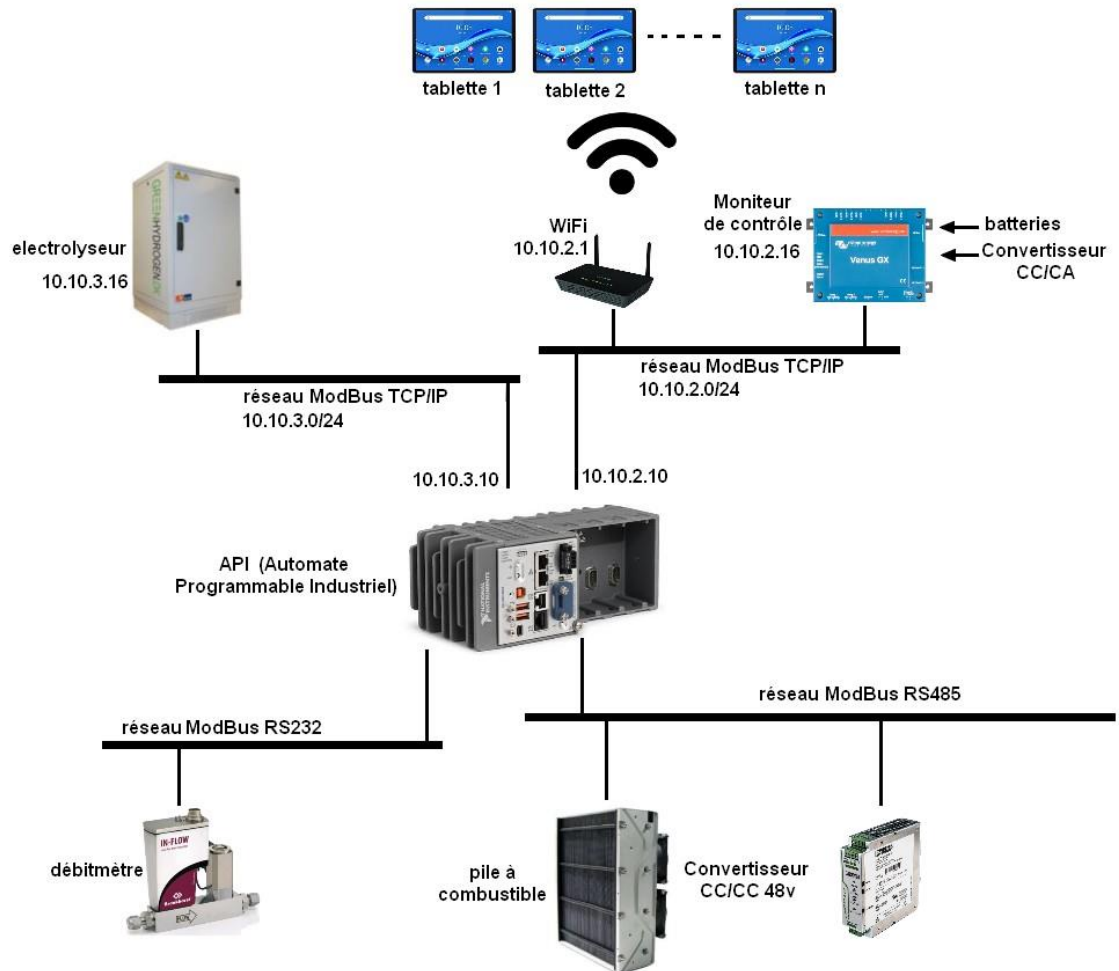 tablette 1
tablette 2
tablette n
WiFi
10.10.2.1
Moniteur
de contrôle
10.10.2.16
batteries
Convertisseur
CC/CA
Venus GX
GREENHYDROGEN
electrolyseur
10.10.3.16
réseau ModBus TCP/IP
10.10.3.0/24
réseau ModBus TCP/IP
10.10.2.0/24
10.10.3.10
10.10.2.10
API (Automate
Programmable Industriel)
NATIONAL
INSTRUMENTS
réseau ModBus RS232
réseau ModBus RS485
débitmètre
IN-FLOW
pile à
combustible
Convertisseur
CC/CC 48v